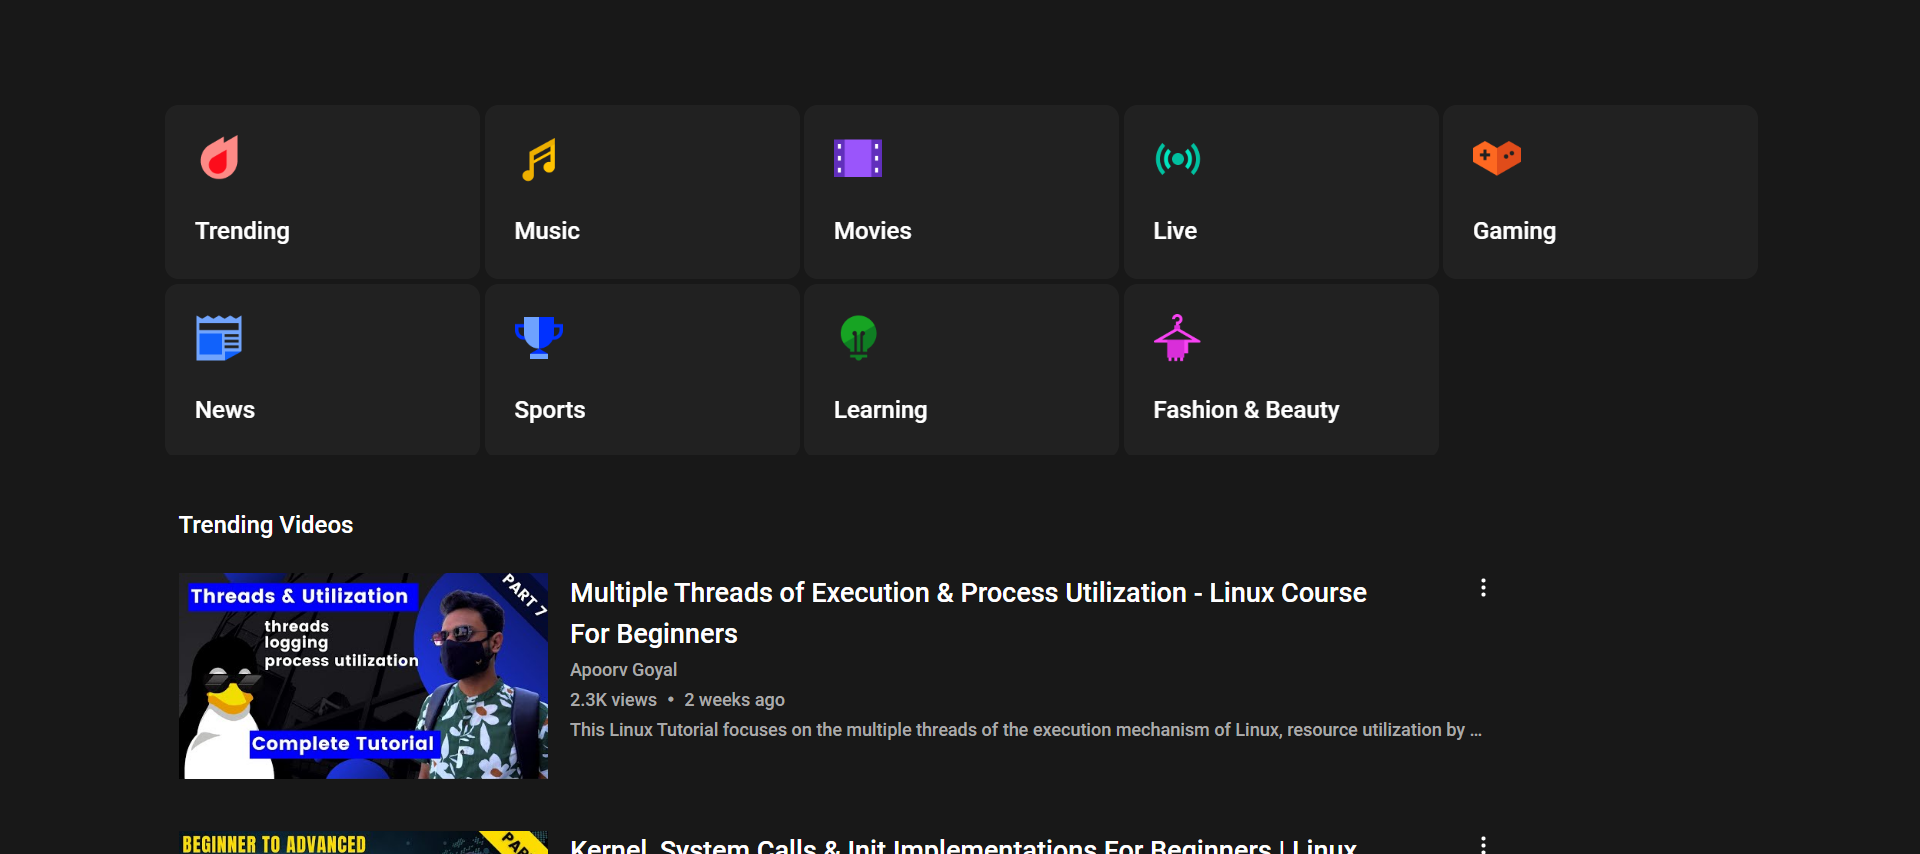 Trending
Music
Movies
Live
Gaming
News
Sports
Learning
Fashion & Beauty
Trending Videos
Threads & Utilization
PART 7
threads
logging
process utilization
Complete Tutorial
Multiple Threads of Execution & Process Utilization - Linux Course
For Beginners
Apoorv Goyal
2.3K views • 2 weeks ago
This Linux Tutorial focuses on the multiple threads of the execution mechanism of Linux, resource utilization by ...
BEGINNER TO ADVANCED
Kernel, System Calls & Init Implementations For Beginners | Linux